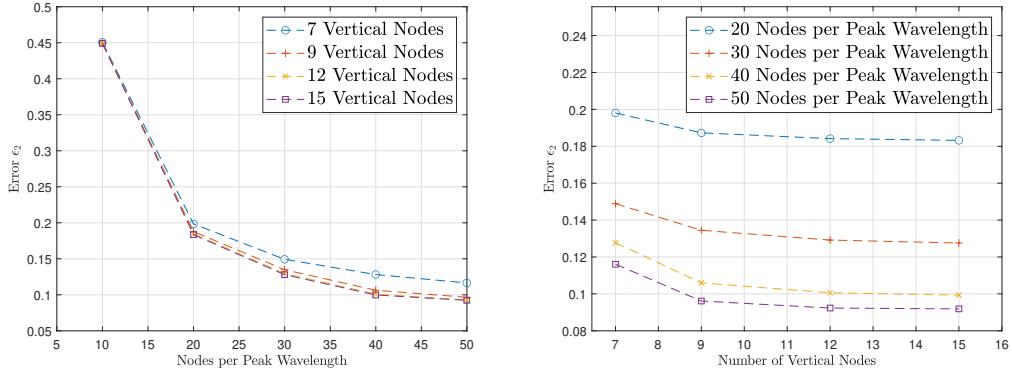 0.5
0.45
0.4
0.35
0.3
0.25
0.2
0.15
0.1
0.05
Error ϵ₂
7 Vertical Nodes
9 Vertical Nodes
12 Vertical Nodes
15 Vertical Nodes
5 10 15 20 25 30 35 40 45 50
Nodes per Peak Wavelength
0.24
0.22
0.2
0.18
0.16
0.14
0.12
0.1
0.08
Error ϵ₂
20 Nodes per Peak Wavelength
30 Nodes per Peak Wavelength
40 Nodes per Peak Wavelength
50 Nodes per Peak Wavelength
7 8 9 10 11 12 13 14 15 16
Number of Vertical Nodes